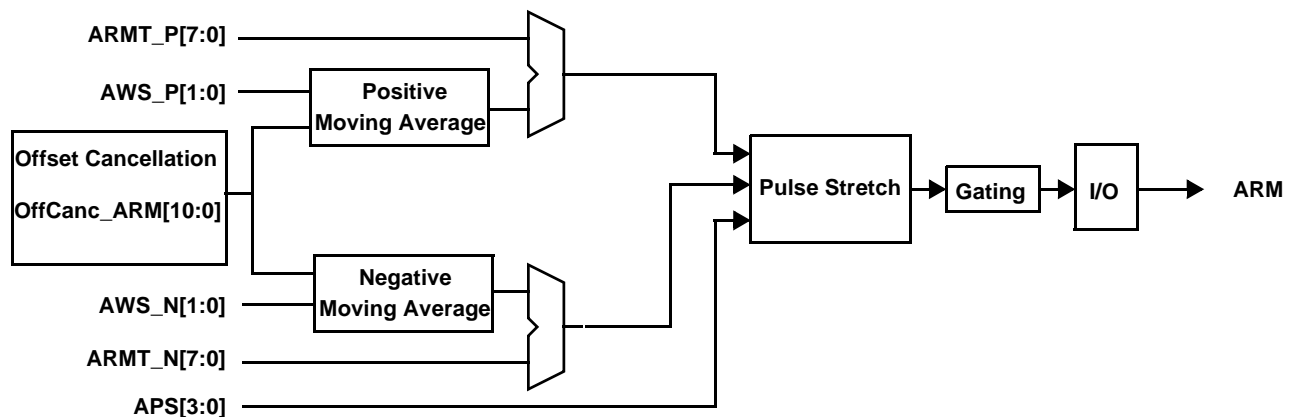 ARMT_P[7:0]
AWS_P[1:0]
Positive
Moving Average
Offset Cancellation
OffCanc_ARM[10:0]
Pulse Stretch
Gating
I/O
ARM
Negative
Moving Average
AWS_N[1:0]
ARMT_N[7:0]
APS[3:0]